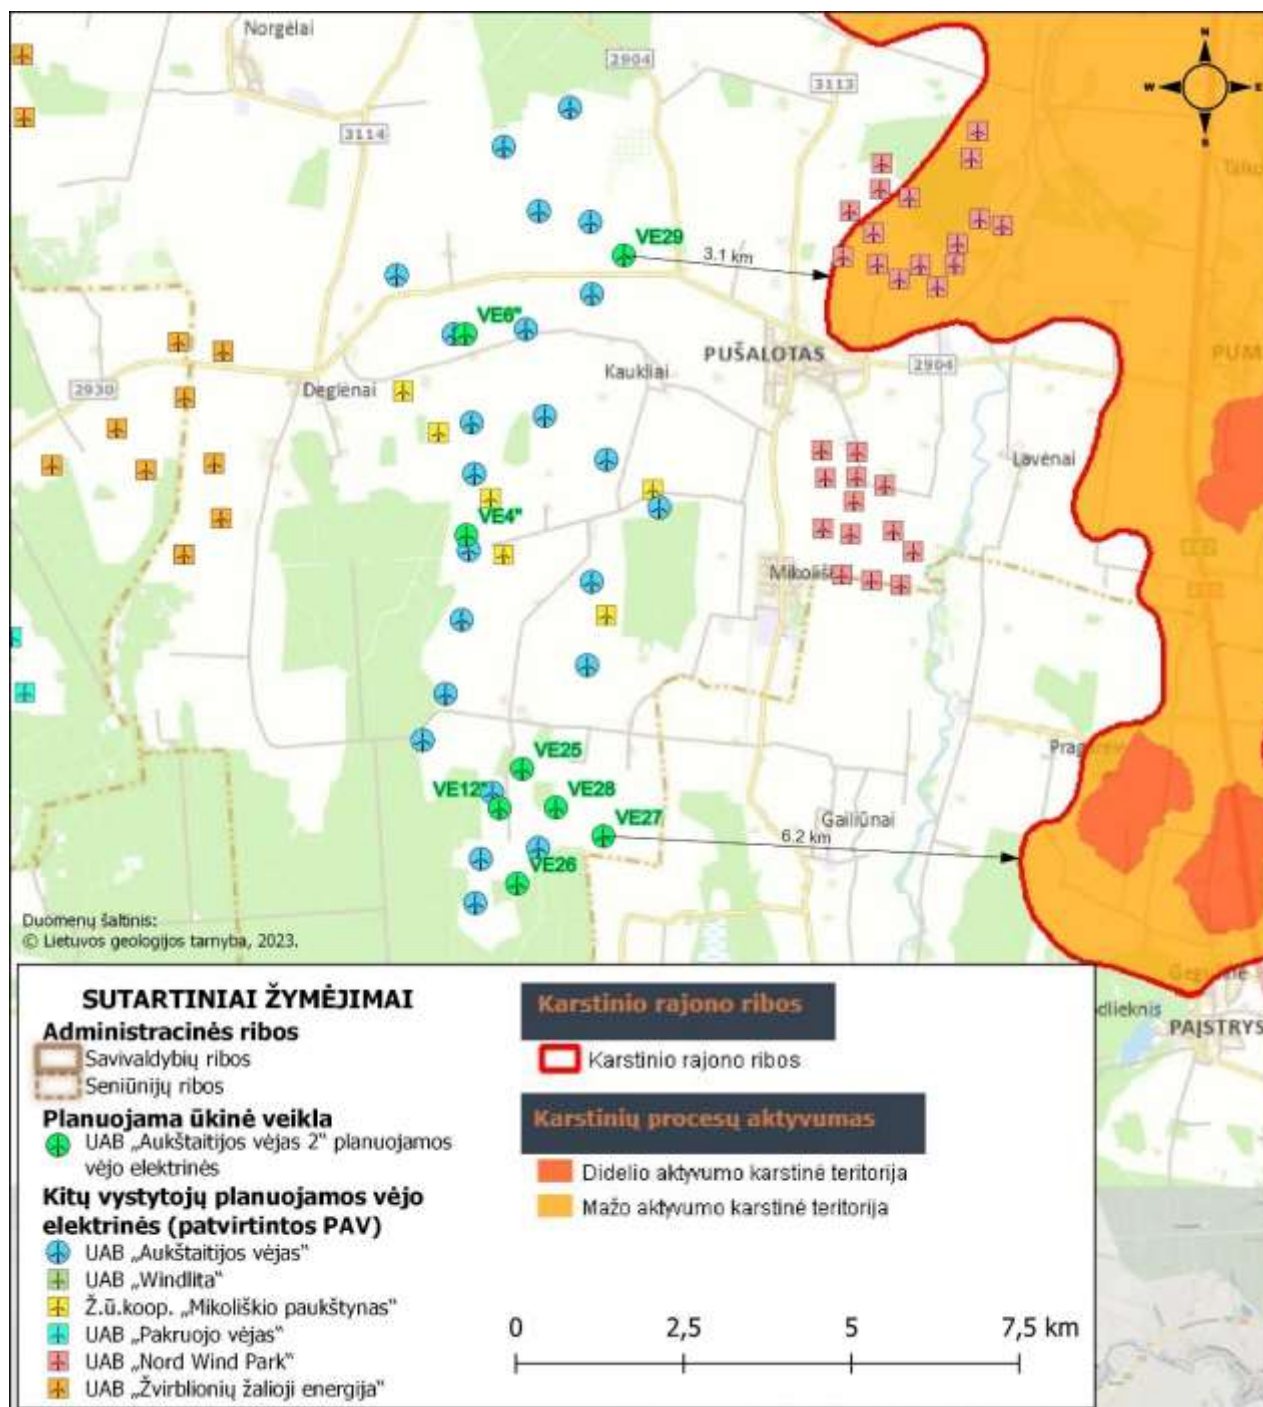 Norgėlai
2904
3113
3114
N
W
E
S
VE29
3.1 km
VE6"
PUŠALOTAS
2904
2930
Degiėnai
Kaukliai
Lavėnai
VE4"
VE25
VE12"
VE28
VE27
Gailiūnai
6.2 km
VE26
Duomenų šaltinis:
© Lietuvos geologijos tarnyba, 2023.
PAĮSTRYS
SUTARTINIAI ŽYMĖJIMAI
Administracinės ribos
Savivaldybių ribos
Seniūnijų ribos
Planuojama ūkinė veikla
UAB „Aukštaitijos vėjas 2“ planuojamos
vėjo elektrinės
Kitų vystytojų planuojamos vėjo
elektrinės (patvirtintos PAV)
UAB „Aukštaitijos vėjas“
UAB „Windlita“
Ž.ū.koop. „Mikoliškio paukštynas“
UAB „Pakruojo vėjas“
UAB „Nord Wind Park“
UAB „Žvirblionių žalioji energija“
Karstinio rajono ribos
Karstinio rajono ribos
Karstinių procesų aktyvumas
Didelio aktyvumo karstinė teritorija
Mažo aktyvumo karstinė teritorija
0
2,5
5
7,5 km